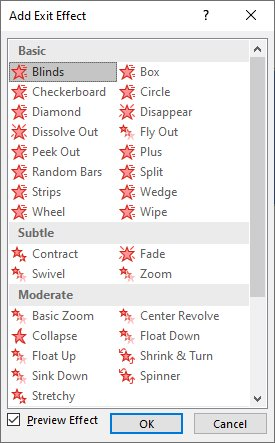 Add Exit Effect ? ×
Basic
Blinds Box
Checkerboard Circle
Diamond Disappear
Dissolve Out Fly Out
Peek Out Plus
Random Bars Split
Strips Wedge
Wheel Wipe
Subtle
Contract Fade
Swivel Zoom
Moderate
Basic Zoom Center Revolve
Collapse Float Down
Float Up Shrink & Turn
Sink Down Spinner
Stretchy
Preview Effect OK Cancel